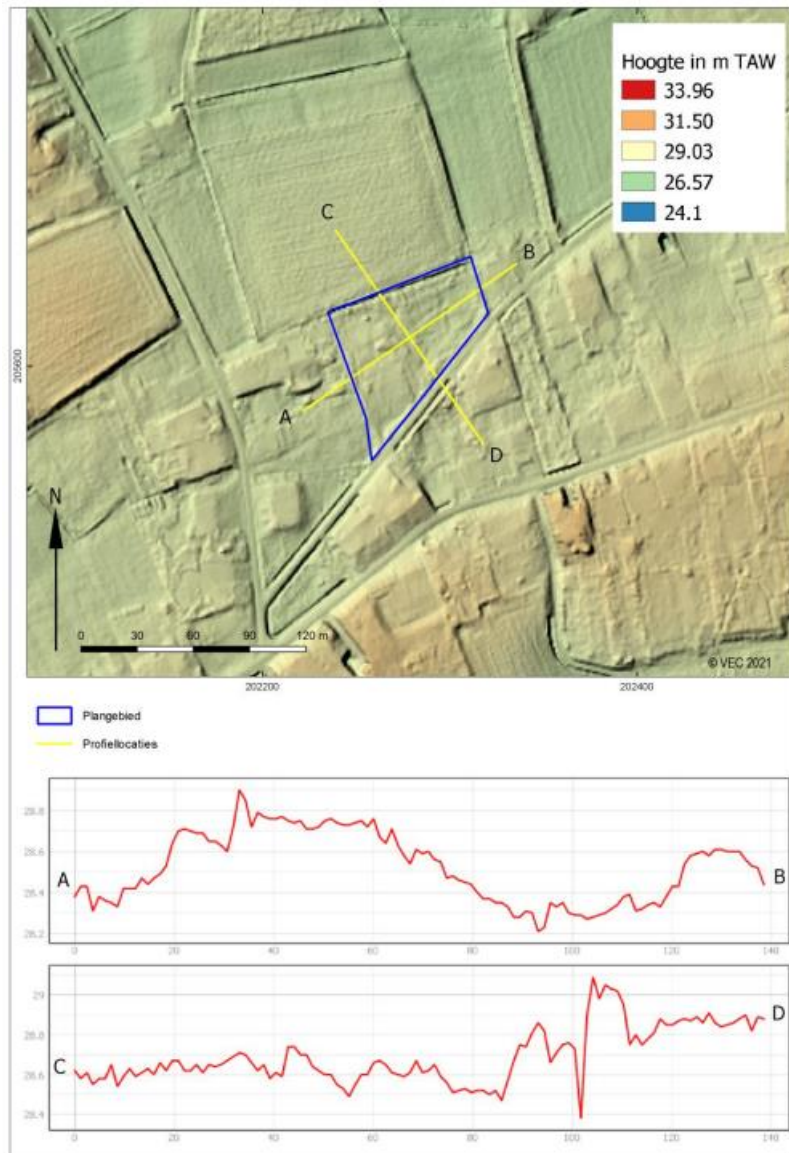 Hoogte in m TAW
33.96
31.50
29.03
26.57
24.1
C
B
A
D
205600
N
0 30 60 90 120 m
© VEC 2021
202200 202400
Plangebied
Profiellocaties
28.8
28.6
28.4
28.2
A
B
0 20 40 60 80 100 120 140
29
28.8
28.6
28.4
C
D
0 20 40 60 80 100 120 140